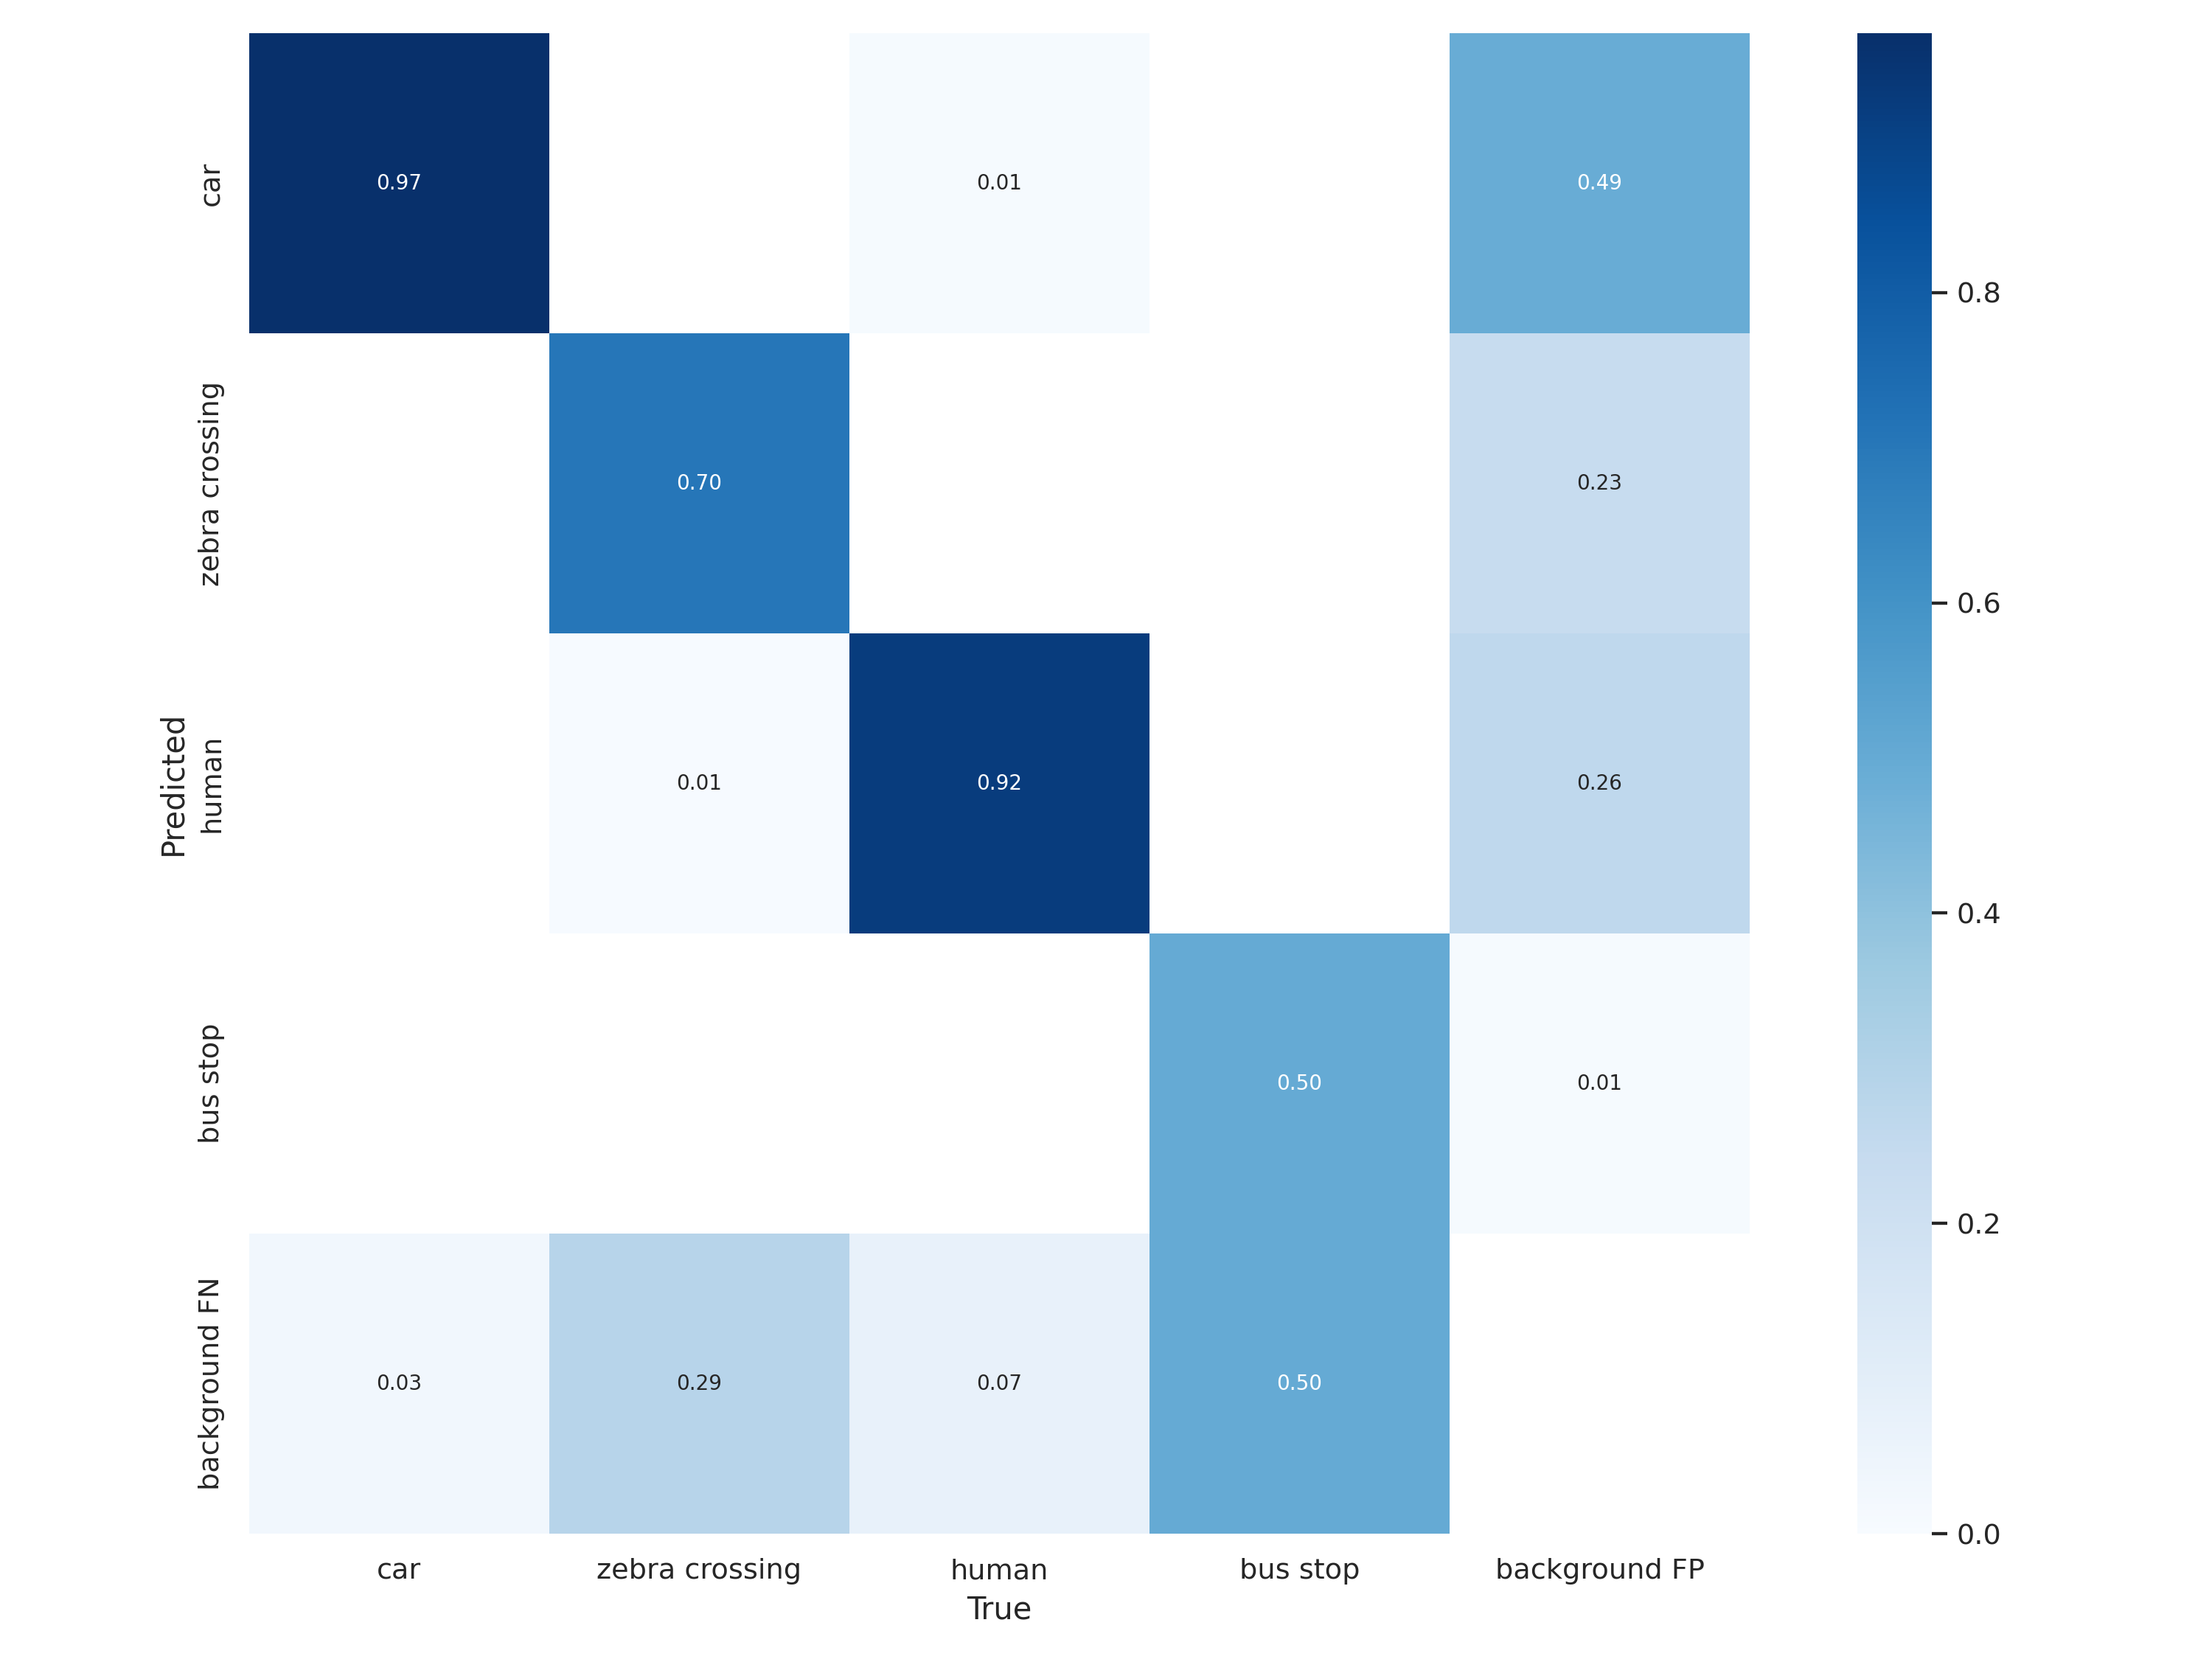 car
0.97
0.01
0.49
0.8
zebra crossing
0.70
0.23
0.6
Predicted
human
0.01
0.92
0.26
0.4
bus stop
0.50
0.01
0.2
background FN
0.03
0.29
0.07
0.50
0.0
car
zebra crossing
human
bus stop
background FP
True